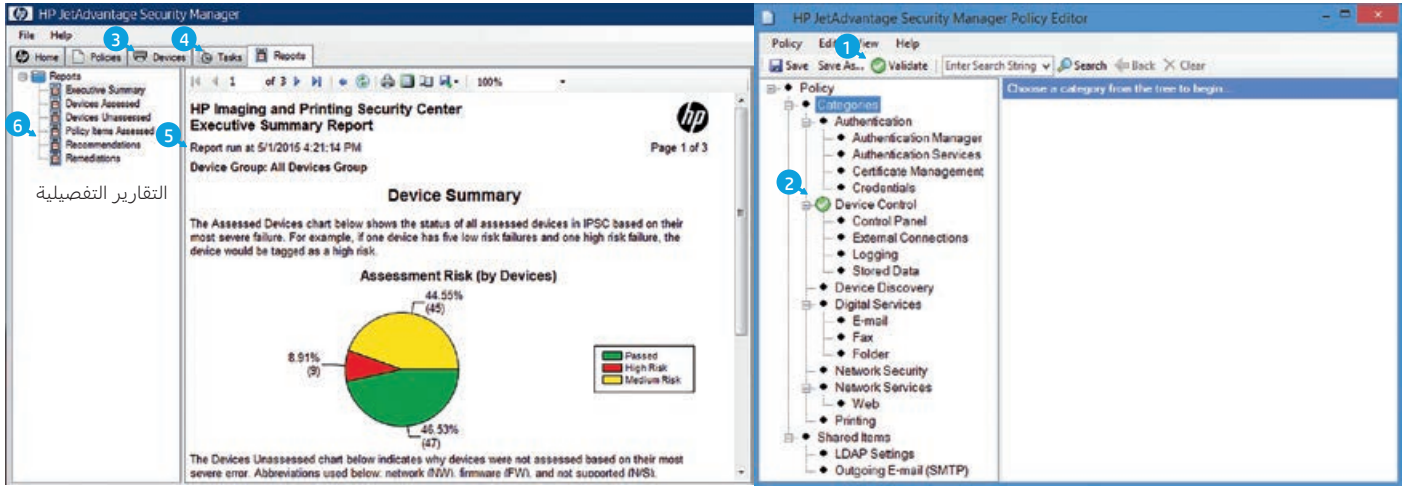 HP JetAdvantage Security Manager
File Help
3
4
Home Policies Devices Tasks Reports
Reports
Executive Summary
Devices Assessed
Devices Unassessed
Policy Items Assessed
Recommendations
Remediations
6
5
التقارير التفصيلية
1 of 3 100%
HP Imaging and Printing Security Center
Executive Summary Report
hp
Report run at 5/1/2015 4:21:14 PM
Page 1 of 3
Device Group: All Devices Group
Device Summary
The Assessed Devices chart below shows the status of all assessed devices in IPSC based on their
most severe failure. For example, if one device has five low risk failures and one high risk failure, the
device would be tagged as a high risk.
Assessment Risk (by Devices)
44.55%
(45)
8.91%
(9)
46.53%
(47)
Passed
High Risk
Medium Risk
The Devices Unassessed chart below indicates why devices were not assessed based on their most
severe error. Abbreviations used below: network (NW), firmware (FW), and not supported (N/S).
HP JetAdvantage Security Manager Policy Editor
Policy Edit View Help
1
Save Save As... Validate Enter Search String Search Back Clear
Policy
Categories
Authentication
Authentication Manager
Authentication Services
Certificate Management
Credentials
2
Device Control
Control Panel
External Connections
Logging
Stored Data
Device Discovery
Digital Services
E-mail
Fax
Folder
Network Security
Network Services
Web
Printing
Shared Items
LDAP Settings
Outgoing E-mail (SMTP)
Choose a category from the tree to begin...